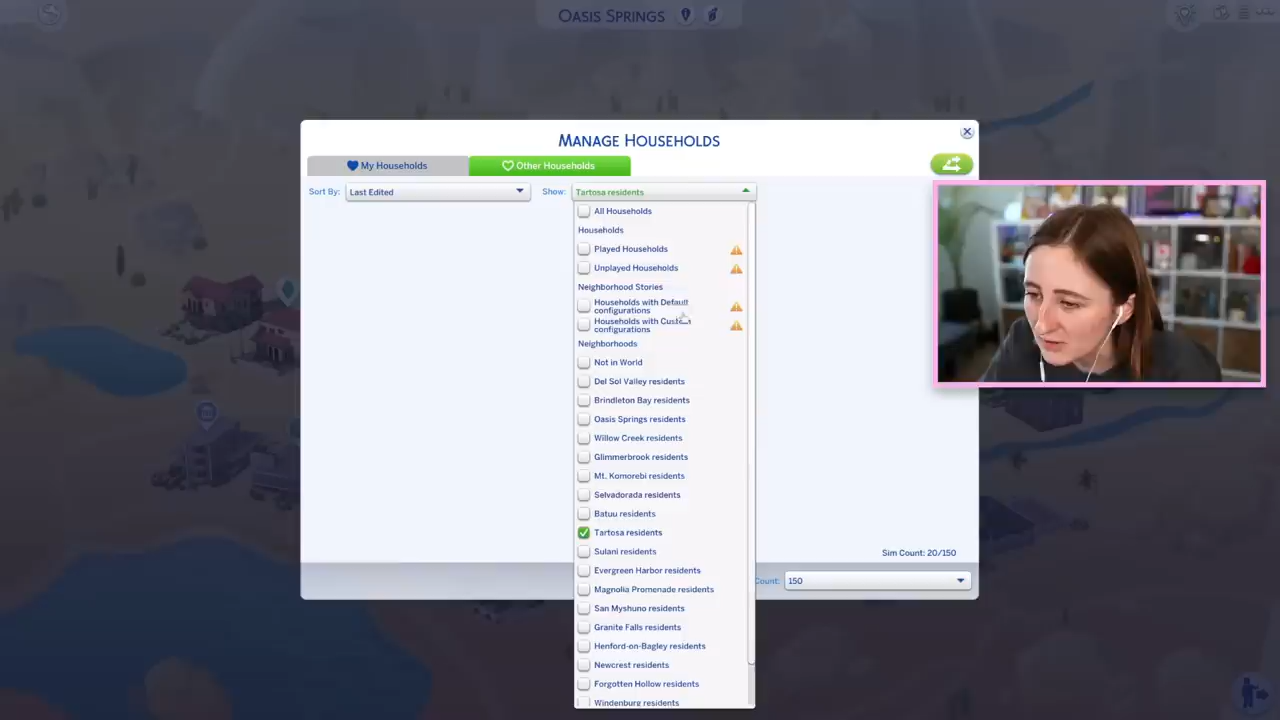 OASIS SPRINGS
MANAGE HOUSEHOLDS
My Households
Other Households
Sort By:
Last Edited
Show:
Tartosa residents
All Households
Households
Played Households
Unplayed Households
Neighborhood Stories
Households with Default
configurations
Households with Custom
configurations
Neighborhoods
Not in World
Del Sol Valley residents
Brindleton Bay residents
Oasis Springs residents
Willow Creek residents
Glimmerbrook residents
Mt. Komorebi residents
Selvadorada residents
Batuu residents
Tartosa residents
Sulani residents
Evergreen Harbor residents
Magnolia Promenade residents
San Myshuno residents
Granite Falls residents
Henford-on-Bagley residents
Newcrest residents
Forgotten Hollow residents
Windenburg residents
Sim Count: 20/150
Count:
150